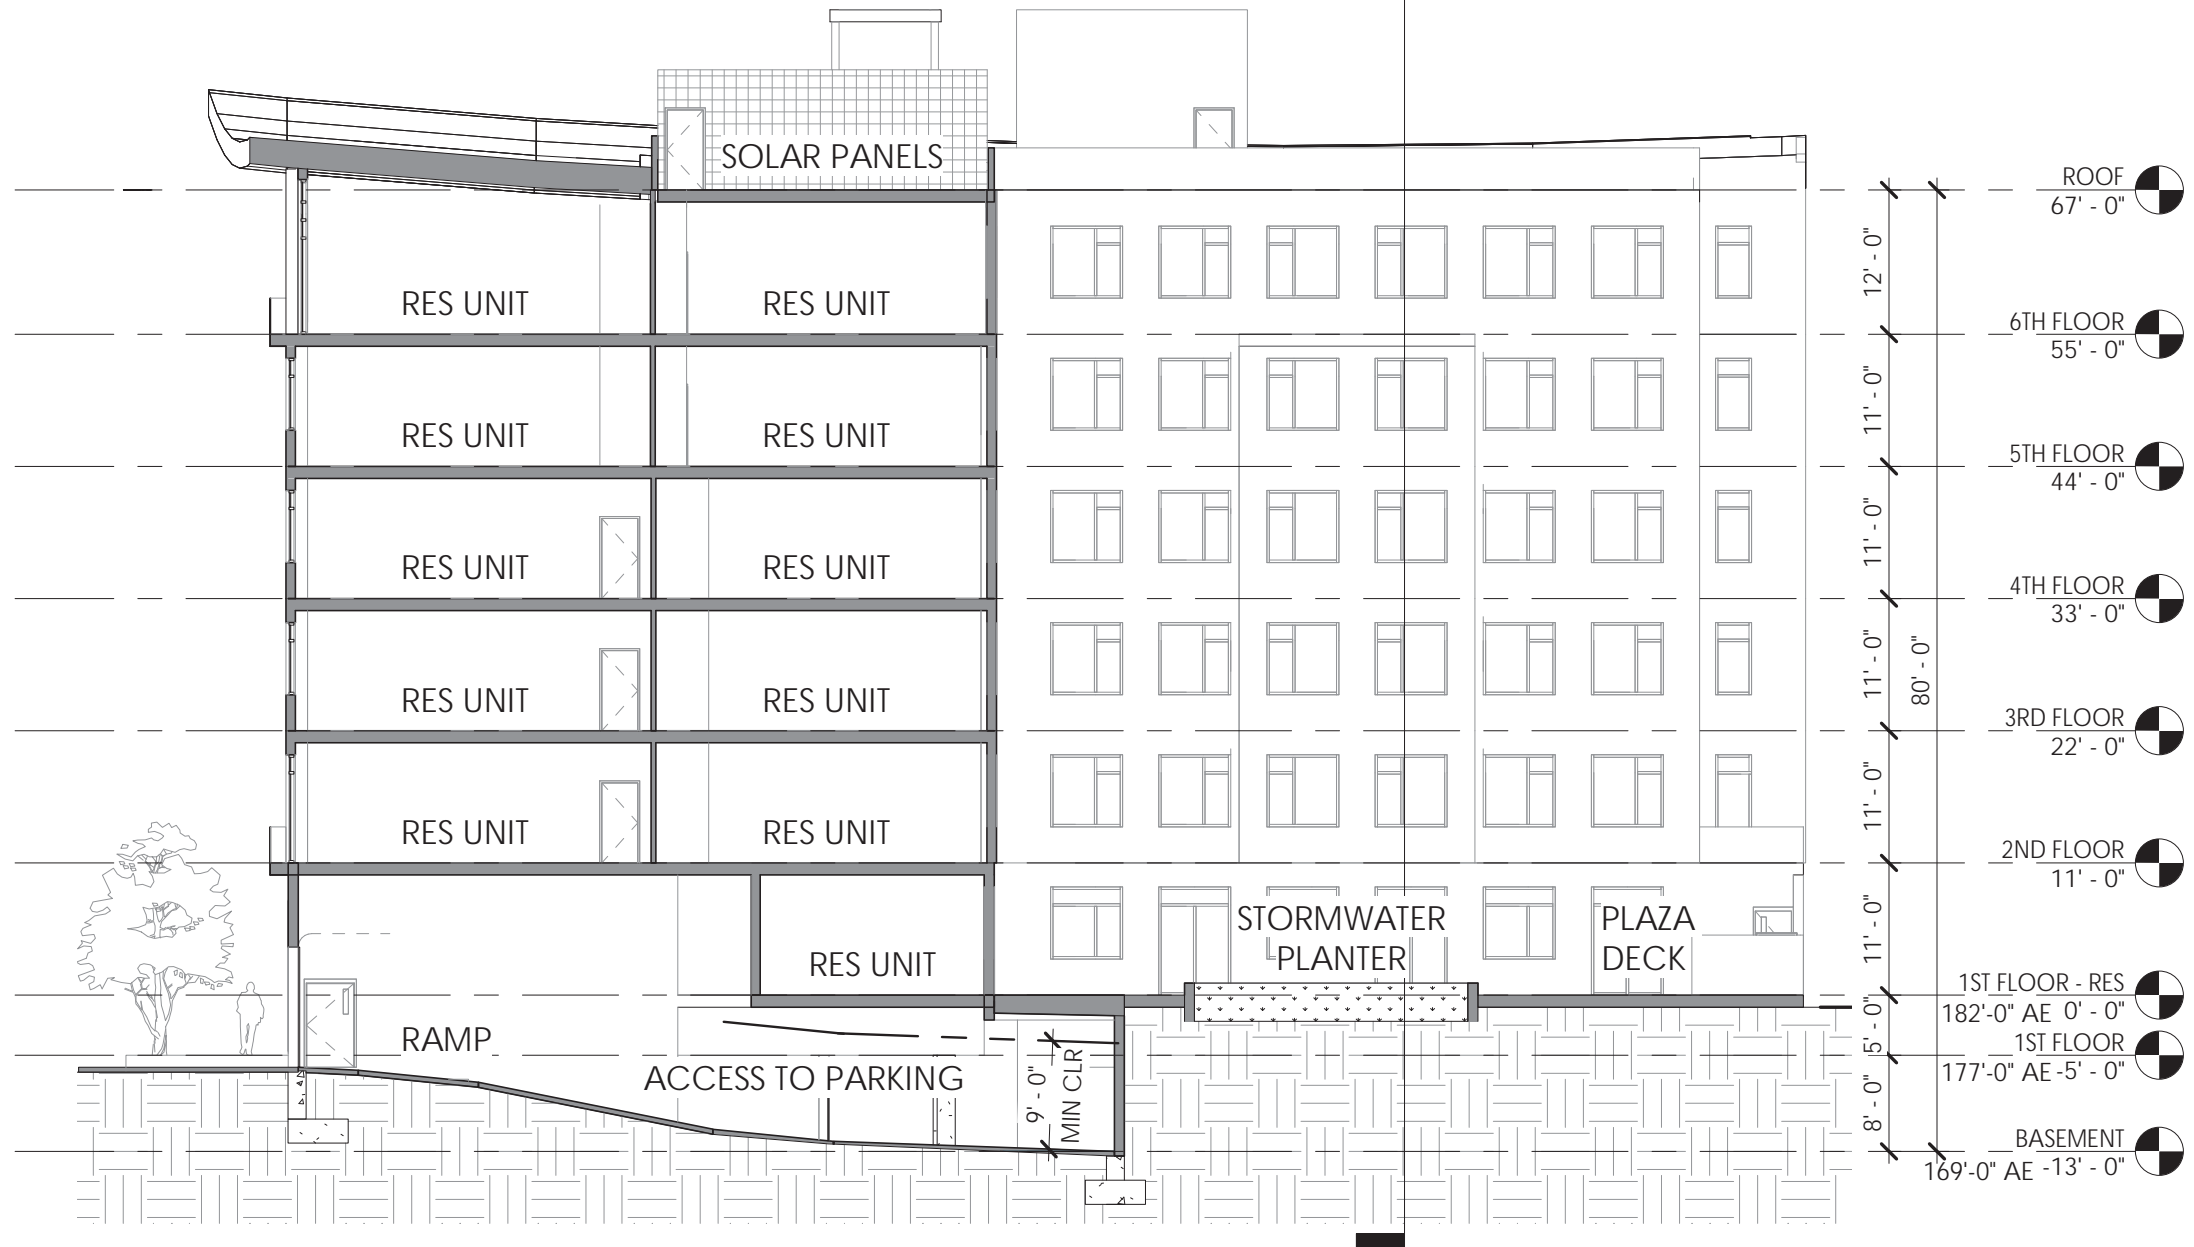 SOLAR PANELS
ROOF
67' - 0"
12' - 0"
RES UNIT
RES UNIT
6TH FLOOR
55' - 0"
11' - 0"
RES UNIT
RES UNIT
5TH FLOOR
44' - 0"
11' - 0"
RES UNIT
RES UNIT
4TH FLOOR
33' - 0"
11' - 0"
80' - 0"
RES UNIT
RES UNIT
3RD FLOOR
22' - 0"
11' - 0"
RES UNIT
RES UNIT
2ND FLOOR
11' - 0"
11' - 0"
STORMWATER
PLANTER
PLAZA
DECK
RES UNIT
1ST FLOOR - RES
182'-0" AE 0' - 0"
5' - 0"
RAMP
1ST FLOOR
177'-0" AE -5' - 0"
ACCESS TO PARKING
9' - 0"
MIN CLR
8' - 0"
BASEMENT
169'-0" AE -13' - 0"